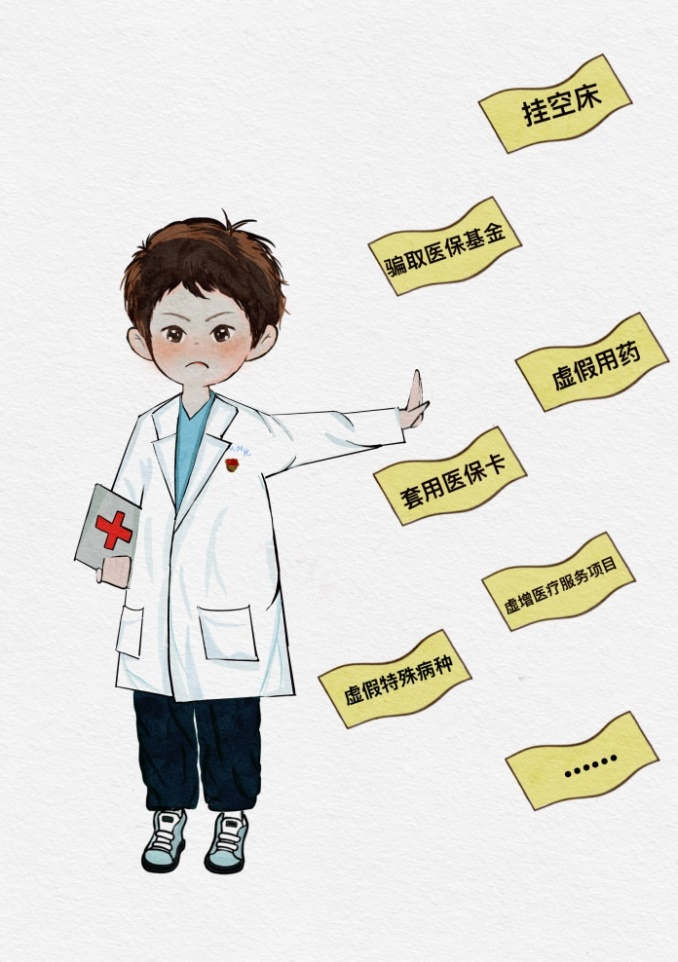 挂空床
骗取医保基金
虚假用药
套用医保卡
虚增医疗服务项目
虚假特殊病种
……